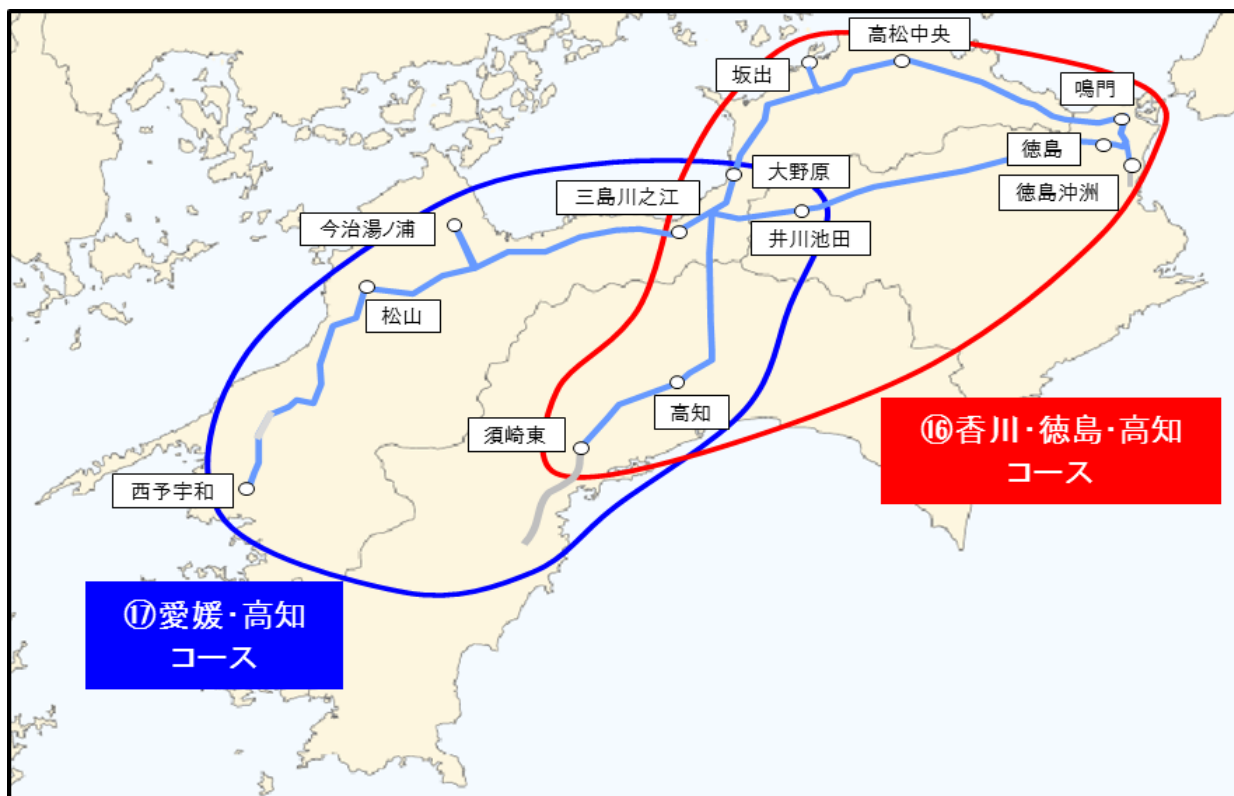 高松中央
坂出
鳴門
徳島
大野原
三島川之江
徳島沖洲
今治湯ノ浦
井川池田
松山
高知
須崎東
⑯香川・徳島・高知
コース
西予宇和
⑰愛媛・高知
コース